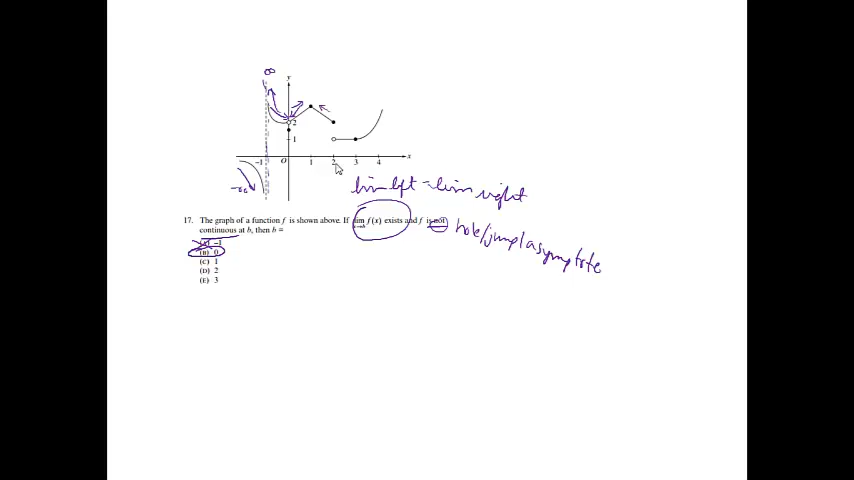 ∞
y
2
1
-1 O 1 2 3 4 x
-∞
lim left = lim right
17. The graph of a function f is shown above. If lim x→b f(x) exists and f is not
continuous at b, then b =
hole/jump/asymptote
(A) -1
(B) 0
(C) 1
(D) 2
(E) 3